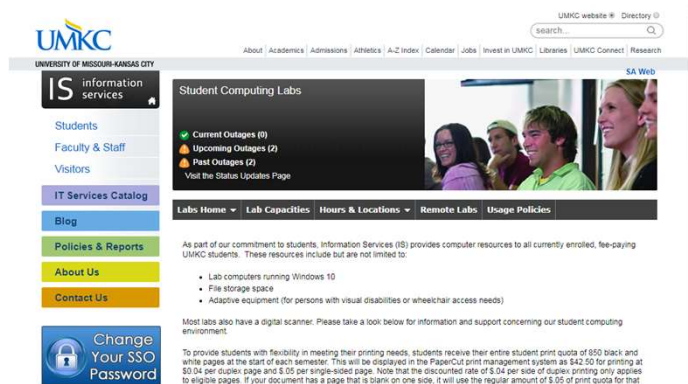 UMKC website Directory
search...
UMKC
About Academics Admissions Athletics A-Z Index Calendar Jobs Invest in UMKC Libraries UMKC Connect Research
UNIVERSITY OF MISSOURI-KANSAS CITY
SA Web
IS information services
Student Computing Labs
Students
Faculty & Staff
Visitors
Current Outages (0)
Upcoming Outages (2)
Past Outages (2)
Visit the Status Updates Page
IT Services Catalog
Blog
Policies & Reports
About Us
Contact Us
Change
Your SSO
Password
Labs Home Lab Capacities Hours & Locations Remote Labs Usage Policies
As part of our commitment to students, Information Services (IS) provides computer resources to all currently enrolled, fee-paying
UMKC students. These resources include but are not limited to:
Lab computers running Windows 10
File storage space
Adaptive equipment (for persons with visual disabilities or wheelchair access needs)
Most labs also have a digital scanner. Please take a look below for information and support concerning our student computing
environment.
To provide students with flexibility in meeting their printing needs, students receive their entire student print quota of 850 black and
white pages at the start of each semester. This will be displayed in the PaperCut print management system as $42.50 for printing at
$0.04 per duplex page and $.05 per single-sided page. Note that the discounted rate of $.04 per side of duplex printing only applies
to eligible pages. If your document has a page that is blank on one side, it will use the regular amount of $.05 of print quota for that